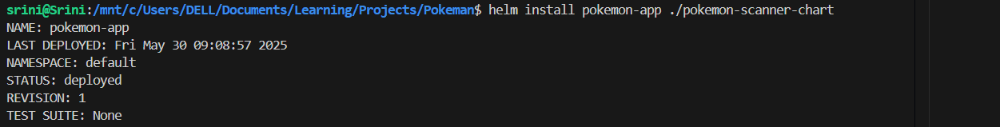 srini@Srini:/mnt/c/Users/DELL/Documents/Learning/Projects/Pokeman$ helm install pokemon-app ./pokemon-scanner-chart
NAME: pokemon-app
LAST DEPLOYED: Fri May 30 09:08:57 2025
NAMESPACE: default
STATUS: deployed
REVISION: 1
TEST SUITE: None